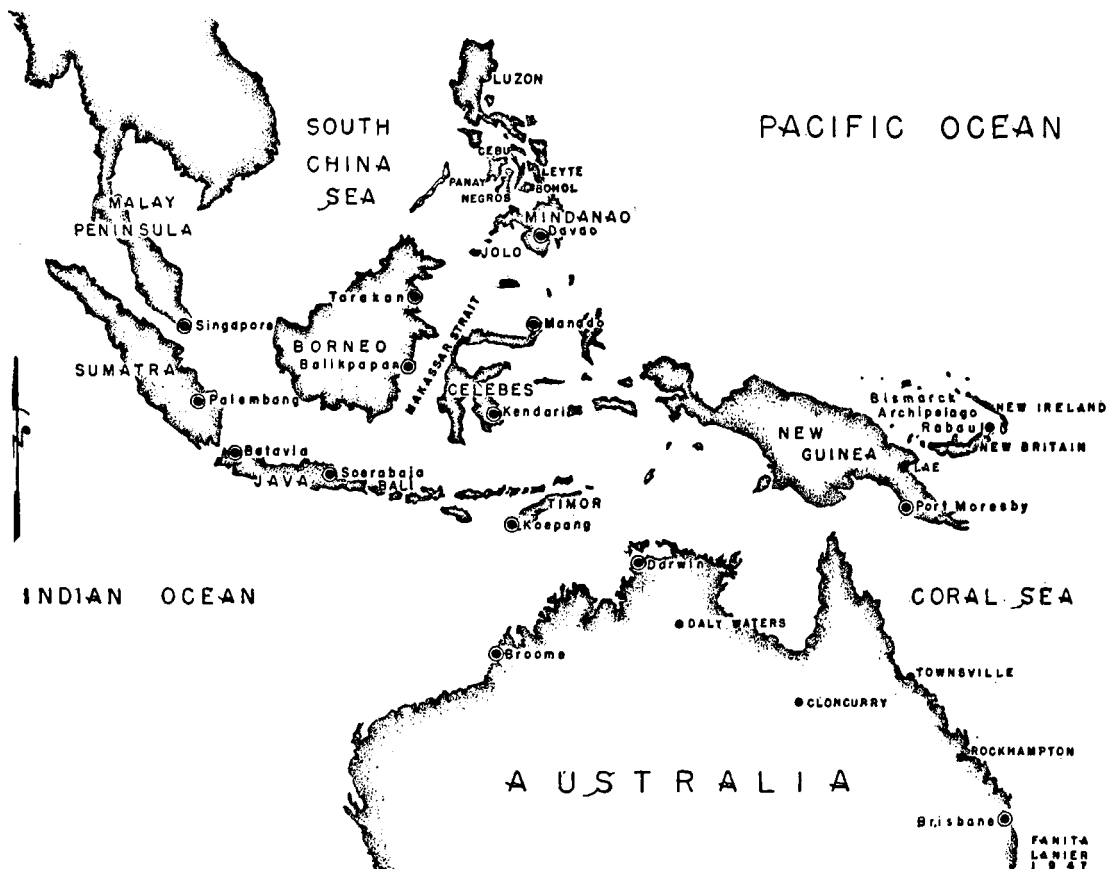 LUZON
SOUTH
CHINA
SEA
PACIFIC OCEAN
CEBU
LEYTE
PANAY
BOHOL
NEGROS
MALAY
PENINSULA
MINDANAO
Davao
JOLO
Tarakan
Singapore
MAKASSAR STRAIT
Manado
BORNEO
Balikpapan
SUMATRA
CELEBES
Palembang
Kendari
Bismarck
Archipelago
Rabaul
NEW IRELAND
NEW BRITAIN
NEW
GUINEA
LAE
Batavia
Soerabaja
JAVA
BALI
TIMOR
Koepang
Port Moresby
INDIAN OCEAN
Darwin
CORAL SEA
DALY WATERS
Broome
TOWNSVILLE
CLONCURRY
ROCKHAMPTON
AUSTRALIA
Brisbane
FANITA
LANIER
1947